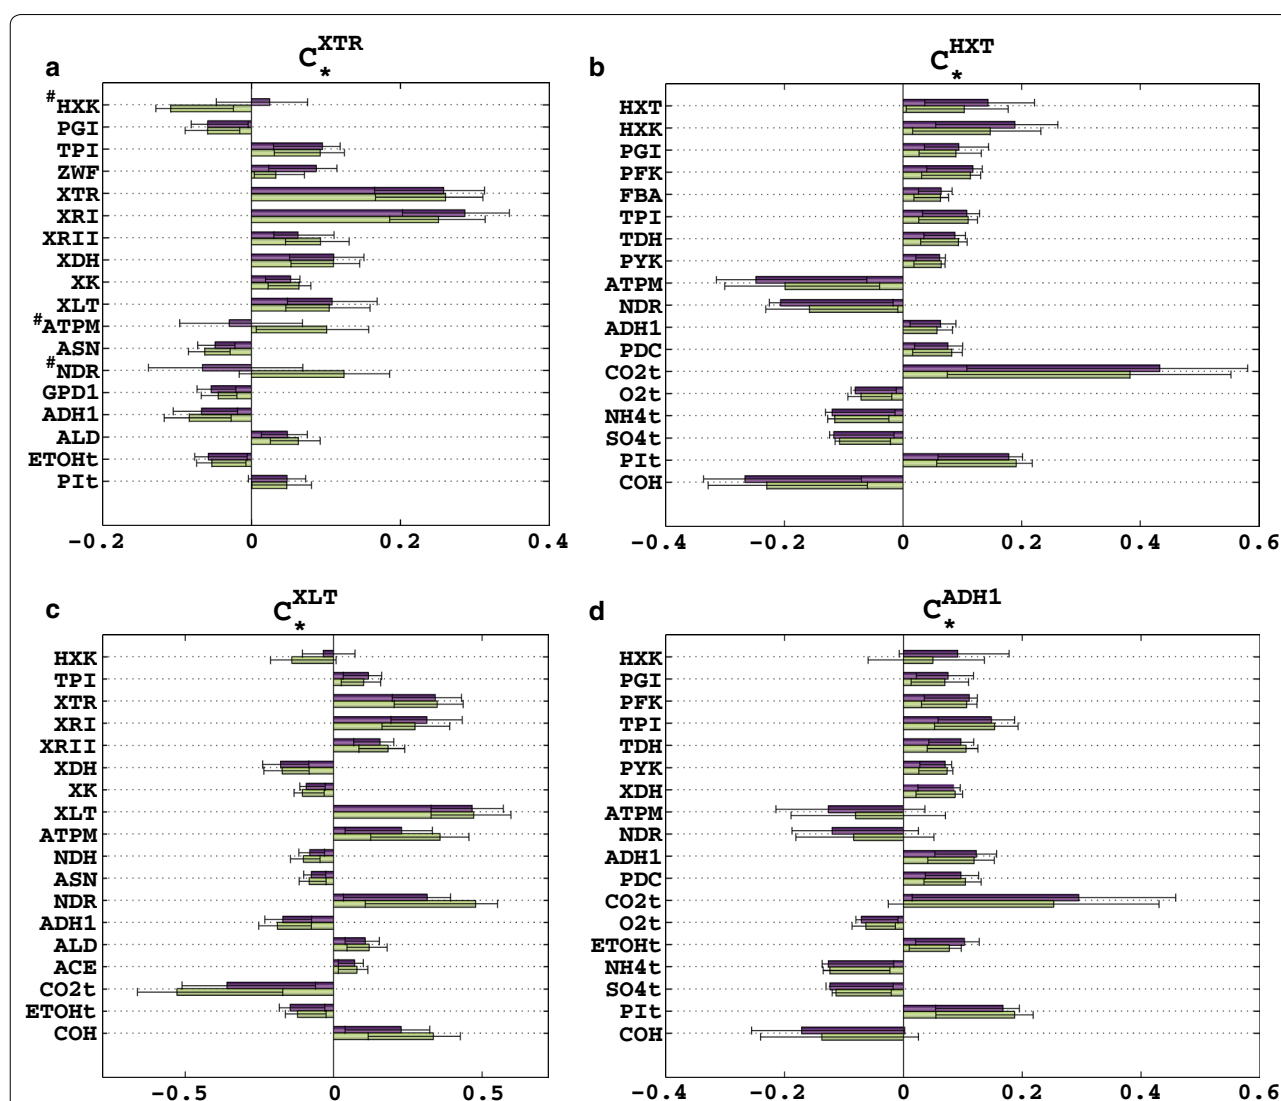 a
C*^XTR
#HXK
PGI
TPI
ZWF
XTR
XRI
XRII
XDH
XK
XLT
#ATPM
ASN
#NDR
GPD1
ADH1
ALD
ETOHt
PIt
-0.2 0 0.2 0.4
b
C*^HXT
HXT
HXK
PGI
PFK
FBA
TPI
TDH
PYK
ATPM
NDR
ADH1
PDC
CO2t
O2t
NH4t
SO4t
PIt
COH
-0.4 -0.2 0 0.2 0.4 0.6
c
C*^XLT
HXK
TPI
XTR
XRI
XRII
XDH
XK
XLT
ATPM
NDH
ASN
NDR
ADH1
ALD
ACE
CO2t
ETOHt
COH
-0.5 0 0.5
d
C*^ADH1
HXK
PGI
PFK
TPI
TDH
PYK
XDH
ATPM
NDR
ADH1
PDC
CO2t
O2t
ETOHt
NH4t
SO4t
PIt
COH
-0.4 -0.2 0 0.2 0.4 0.6